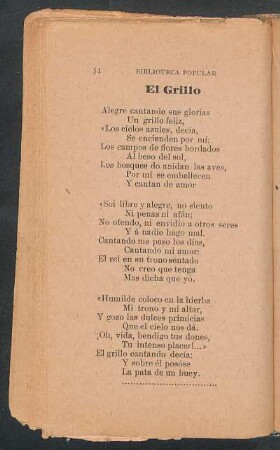 54 BIBLIOTECA POPULAR
El Grillo
Alegre cantando sus glorias
Un grillo feliz,
«Los cielos azules, decía,
Se encienden por mí;
Los campos de flores bordados
Al beso del sol,
Los bosques do anidan las aves,
Por mí se embellecen
Y cantan de amor
«Soi libre y alegre, no siento
Ni penas ni afán;
No ofendo, ni envidio a otros seres
Y á nadie hago mal.
Cantando me paso los días,
Cantando mi amor:
El rei en su trono sentado
No creo que tenga
Mas dicha que yo.
«Humilde coloco en la hierba
Mi trono y mi altar,
Y gozo las dulces primicias
Que el cielo nos dá.
¡Oh, vida, bendigo tus dones,
Tu intenso placer!...»
El grillo cantando decía;
Y sobre él posóse
La pata de un buey.